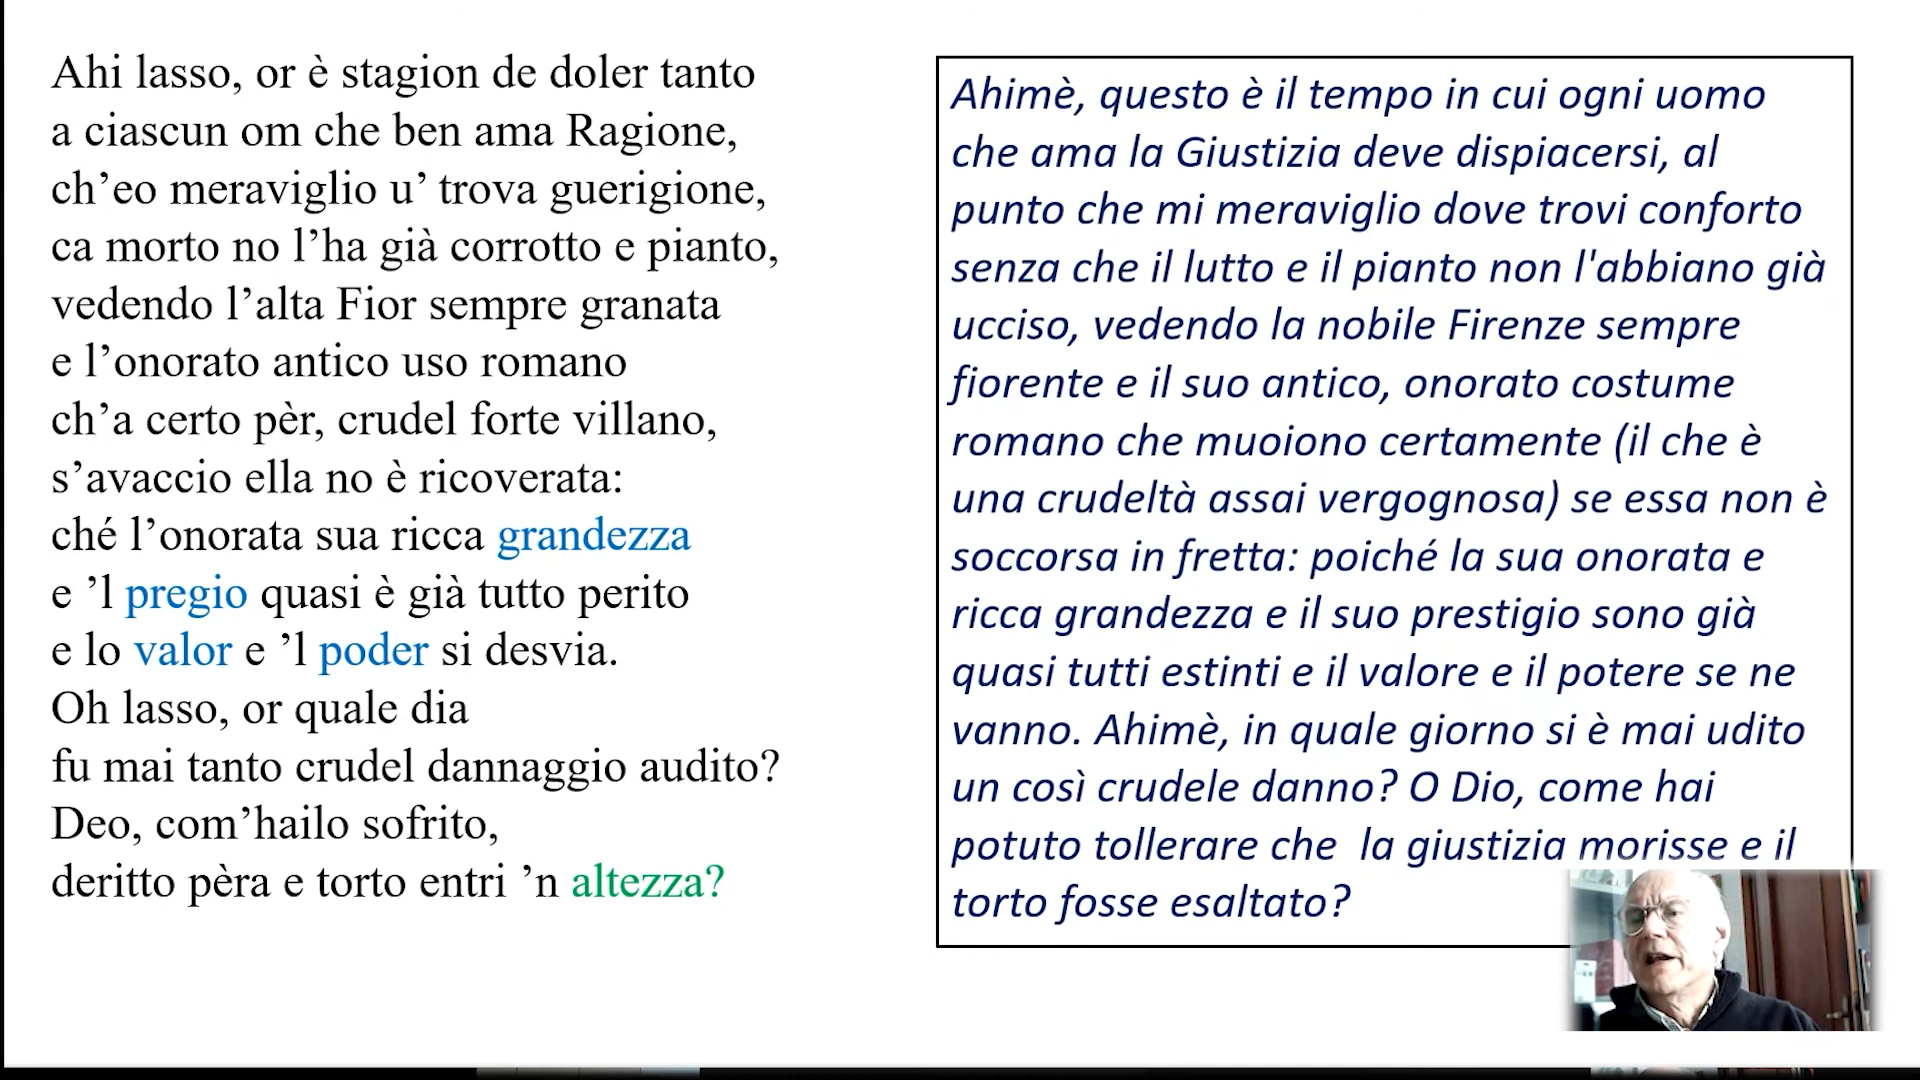 Ahi lasso, or è stagion de doler tanto
a ciascun om che ben ama Ragione,
ch’eo meraviglio u’ trova guerigione,
ca morto no l’ha già corrotto e pianto,
vedendo l’alta Fior sempre granata
e l’onorato antico uso romano
ch’a certo pèr, crudel forte villano,
s’avaccio ella no è ricoverata:
ché l’onorata sua ricca grandezza
e ’l pregio quasi è già tutto perito
e lo valor e ’l poder si desvia.
Oh lasso, or quale dia
fu mai tanto crudel dannaggio audito?
Deo, com’hailo sofrito,
deritto pèra e torto entri ’n altezza?
Ahimè, questo è il tempo in cui ogni uomo
che ama la Giustizia deve dispiacersi, al
punto che mi meraviglio dove trovi conforto
senza che il lutto e il pianto non l'abbiano già
ucciso, vedendo la nobile Firenze sempre
fiorente e il suo antico, onorato costume
romano che muoiono certamente (il che è
una crudeltà assai vergognosa) se essa non è
soccorsa in fretta: poiché la sua onorata e
ricca grandezza e il suo prestigio sono già
quasi tutti estinti e il valore e il potere se ne
vanno. Ahimè, in quale giorno si è mai udito
un così crudele danno? O Dio, come hai
potuto tollerare che  la giustizia morisse e il
torto fosse esaltato?